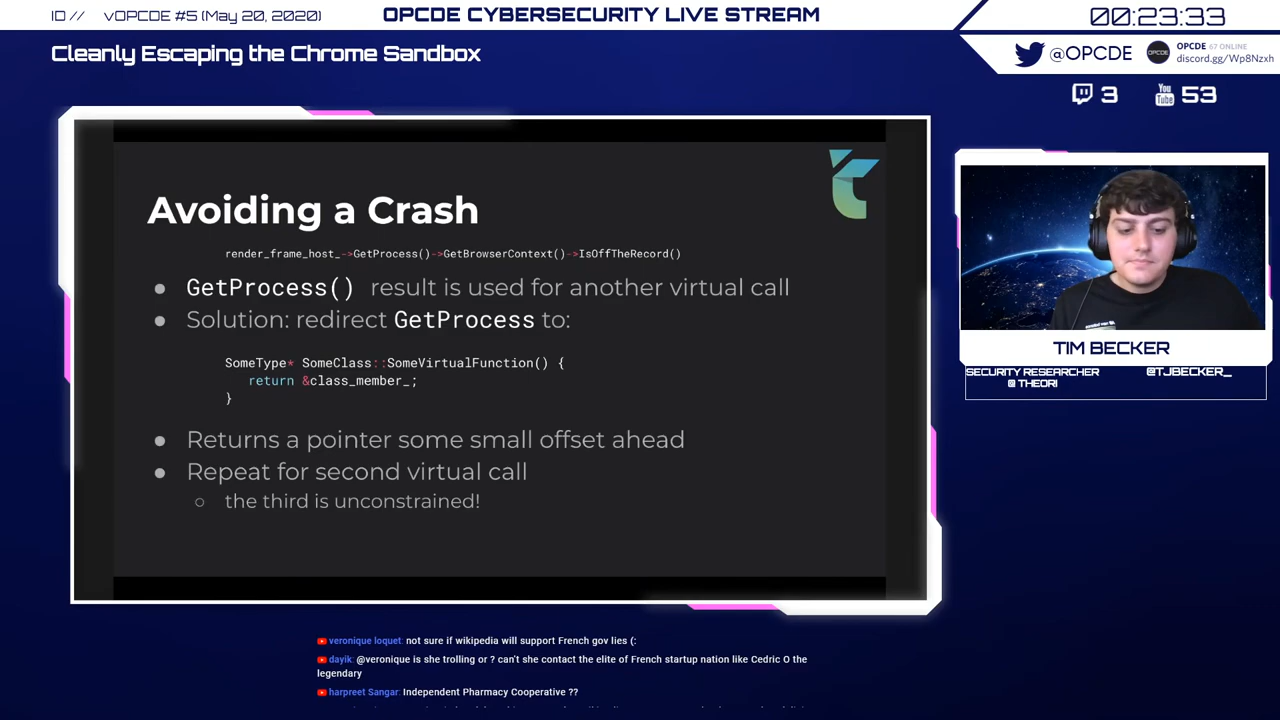 ID // vOPCDE #5 (May 20, 2020)
OPCDE CYBERSECURITY LIVE STREAM
00:23:33
Cleanly Escaping the Chrome Sandbox
@OPCDE
OPCDE 67 ONLINE
discord.gg/Wp8Nzxh
3
You Tube 53
Avoiding a Crash
render_frame_host_->GetProcess()->GetBrowserContext()->IsOffTheRecord()
● GetProcess() result is used for another virtual call
● Solution: redirect GetProcess to:
SomeType* SomeClass::SomeVirtualFunction() {
return &class_member_;
}
● Returns a pointer some small offset ahead
● Repeat for second virtual call
○ the third is unconstrained!
TIM BECKER
SECURITY RESEARCHER
@ THEORI
@TJBECKER_
veronique loquet: not sure if wikipedia will support French gov lies (:
dayik: @veronique is she trolling or ? can't she contact the elite of French startup nation like Cedric O the
legendary
harpreet Sangar: Independent Pharmacy Cooperative ??